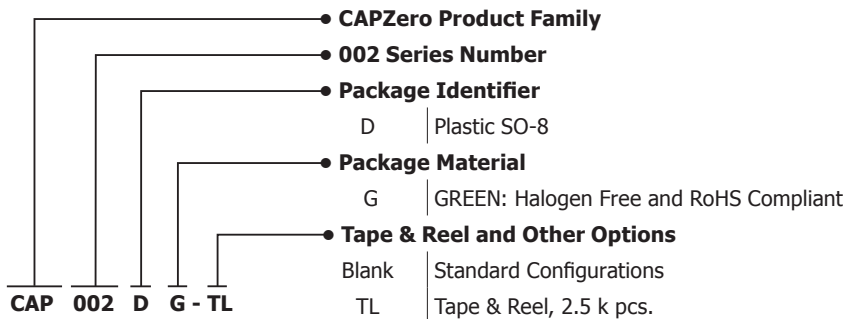 CAPZero Product Family
002 Series Number
Package Identifier
D Plastic SO-8
Package Material
G GREEN: Halogen Free and RoHS Compliant
Tape & Reel and Other Options
Blank Standard Configurations
TL Tape & Reel, 2.5 k pcs.
CAP 002 D G - TL